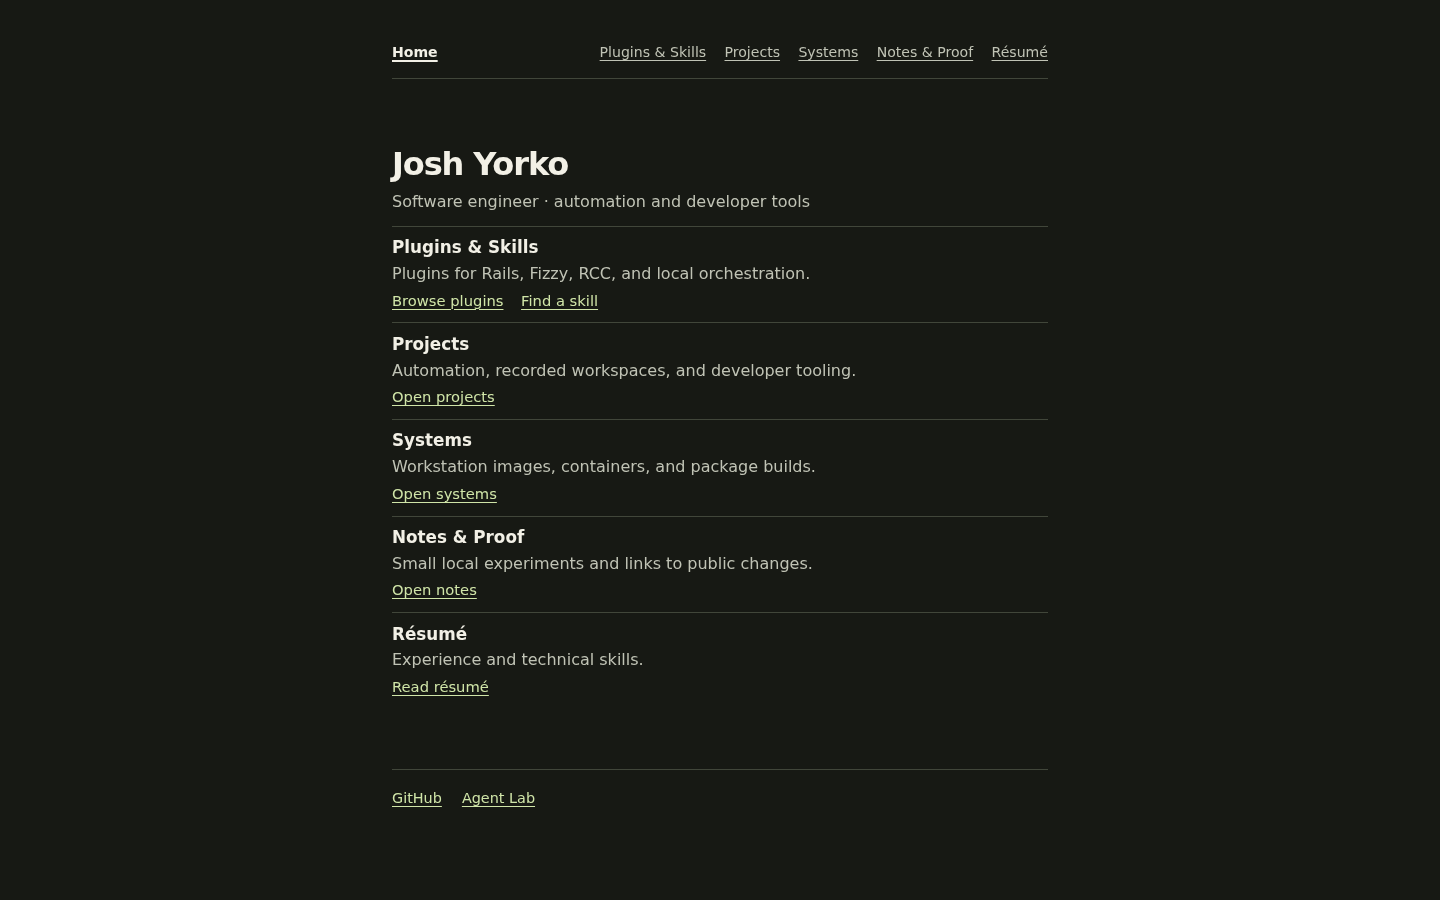 Home Plugins & Skills Projects Systems Notes & Proof Résumé
Josh Yorko
Software engineer · automation and developer tools
Plugins & Skills
Plugins for Rails, Fizzy, RCC, and local orchestration.
Browse plugins Find a skill
Projects
Automation, recorded workspaces, and developer tooling.
Open projects
Systems
Workstation images, containers, and package builds.
Open systems
Notes & Proof
Small local experiments and links to public changes.
Open notes
Résumé
Experience and technical skills.
Read résumé
GitHub Agent Lab